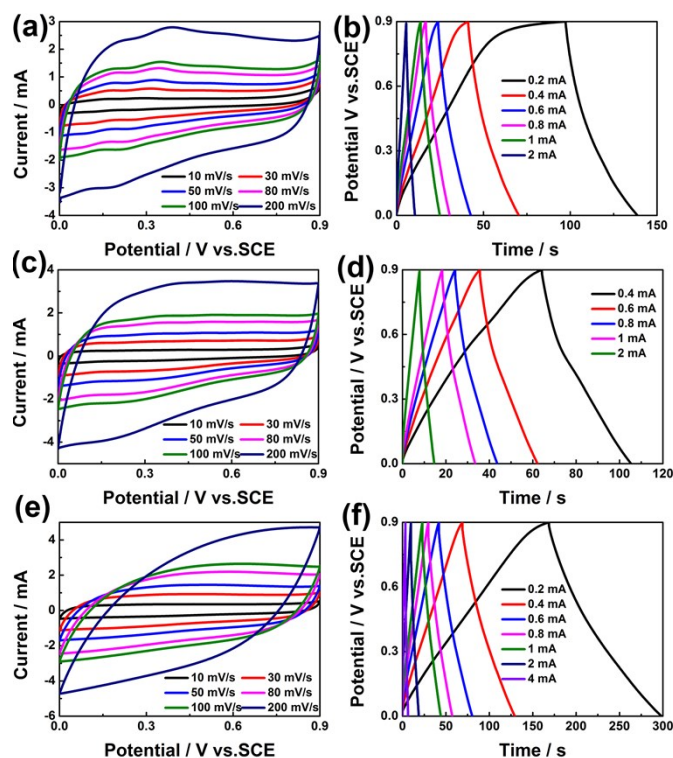 (a)
Current / mA
3
2
1
0
-1
-2
-3
-4
10 mV/s 30 mV/s
50 mV/s 80 mV/s
100 mV/s 200 mV/s
0.0 0.3 0.6 0.9
Potential / V vs.SCE
(b)
Potential V vs.SCE
0.9
0.6
0.3
0.0
0.2 mA
0.4 mA
0.6 mA
0.8 mA
1 mA
2 mA
0 50 100 150
Time / s
(c)
Current / mA
4
2
0
-2
-4
10 mV/s 30 mV/s
50 mV/s 80 mV/s
100 mV/s 200 mV/s
0.0 0.3 0.6 0.9
Potential / V vs.SCE
(d)
Potential / V vs.SCE
0.9
0.6
0.3
0.0
0.4 mA
0.6 mA
0.8 mA
1 mA
2 mA
0 20 40 60 80 100 120
Time / s
(e)
Current / mA
6
4
2
0
-2
-4
-6
10 mV/s 30 mV/s
50 mV/s 80 mV/s
100 mV/s 200 mV/s
0.0 0.3 0.6 0.9
Potential / V vs.SCE
(f)
Potential / V vs.SCE
0.9
0.6
0.3
0.0
0.2 mA
0.4 mA
0.6 mA
0.8 mA
1 mA
2 mA
4 mA
0 50 100 150 200 250 300
Time / s